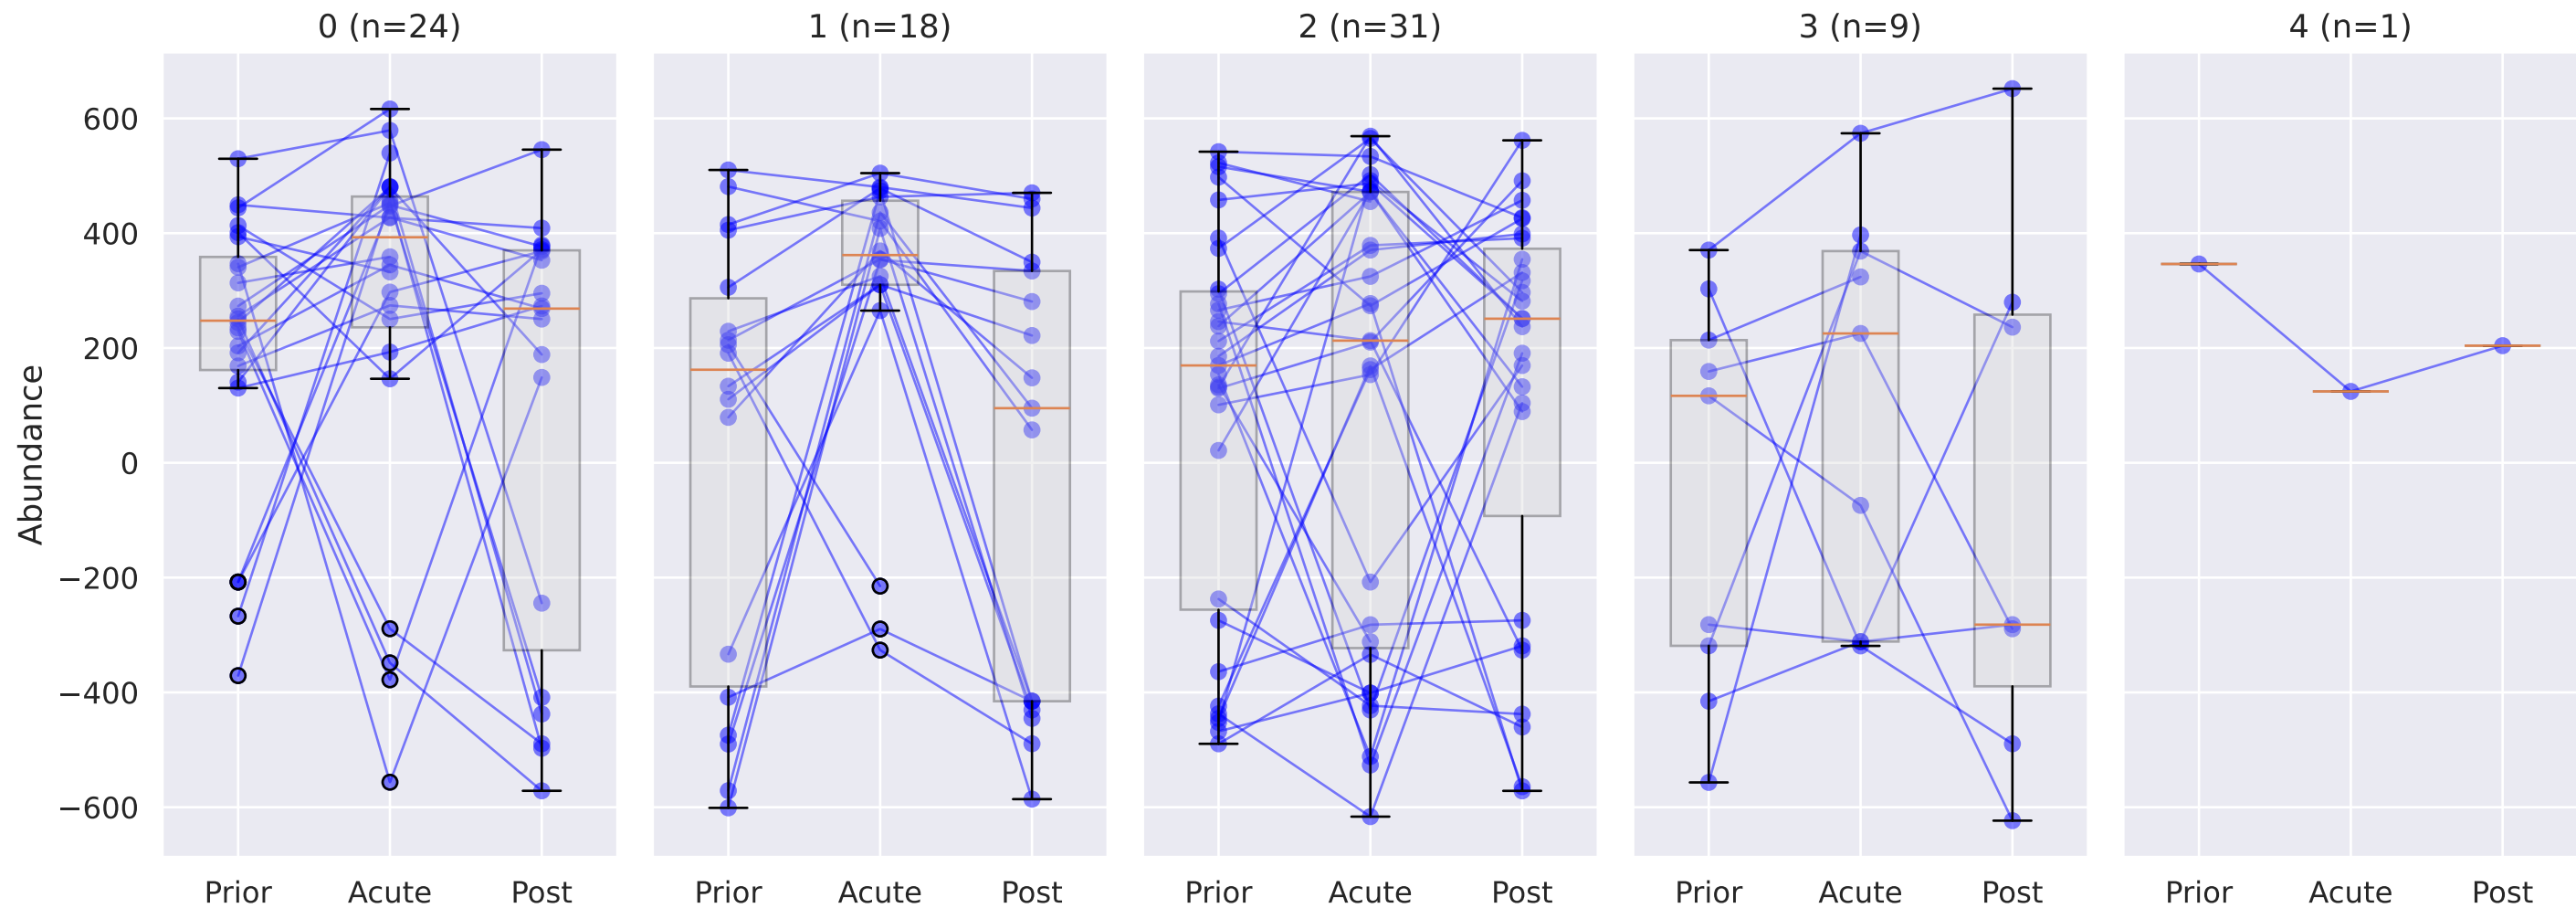 0 (n=24)
1 (n=18)
2 (n=31)
3 (n=9)
4 (n=1)
Abundance
600
400
200
0
−200
−400
−600
Prior Acute Post
Prior Acute Post
Prior Acute Post
Prior Acute Post
Prior Acute Post